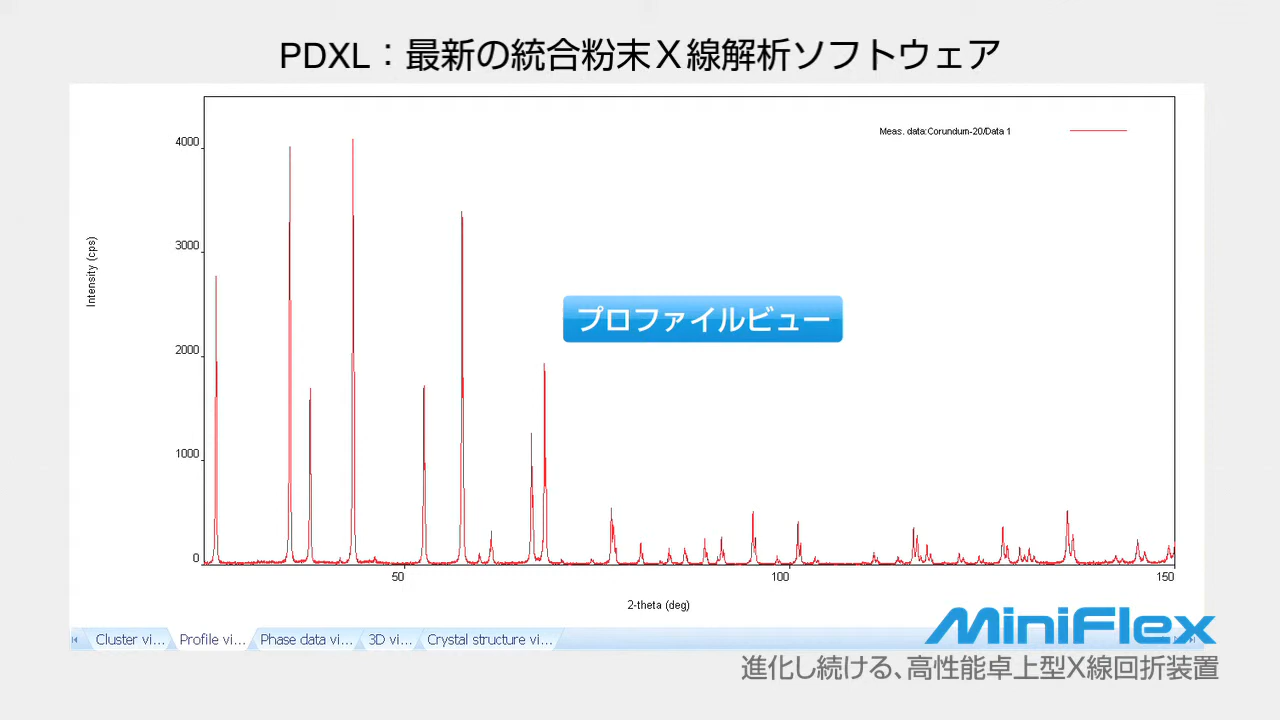 PDXL：最新の統合粉末X線解析ソフトウェア
Meas. data:Corundum-20/Data 1
4000
3000
2000
1000
0
Intensity (cps)
プロファイルビュー
50
100
150
2-theta (deg)
Cluster vi... Profile vi... Phase data vi... 3D vi... Crystal structure vi...
MiniFlex
進化し続ける、高性能卓上型X線回折装置